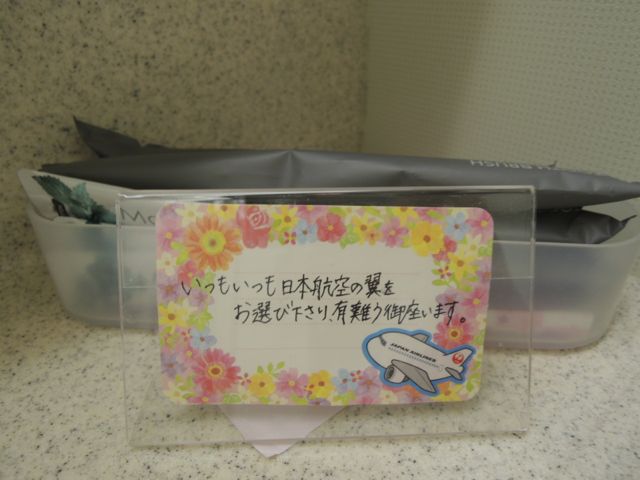 いつもいつも日本航空の翼を
お選び下さり、有難う御座います。
JAPAN AIRLINES